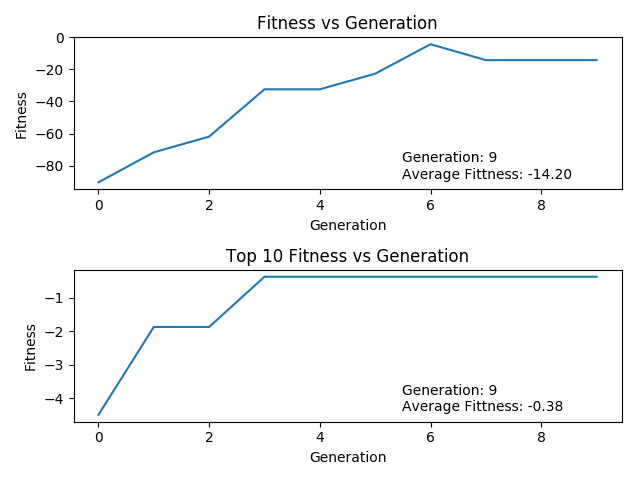 Fitness vs Generation
0
−20
−40
−60
−80
Fitness
Generation: 9
Average Fittness: -14.20
0 2 4 6 8
Generation
Top 10 Fitness vs Generation
−1
−2
−3
−4
Fitness
Generation: 9
Average Fittness: -0.38
0 2 4 6 8
Generation